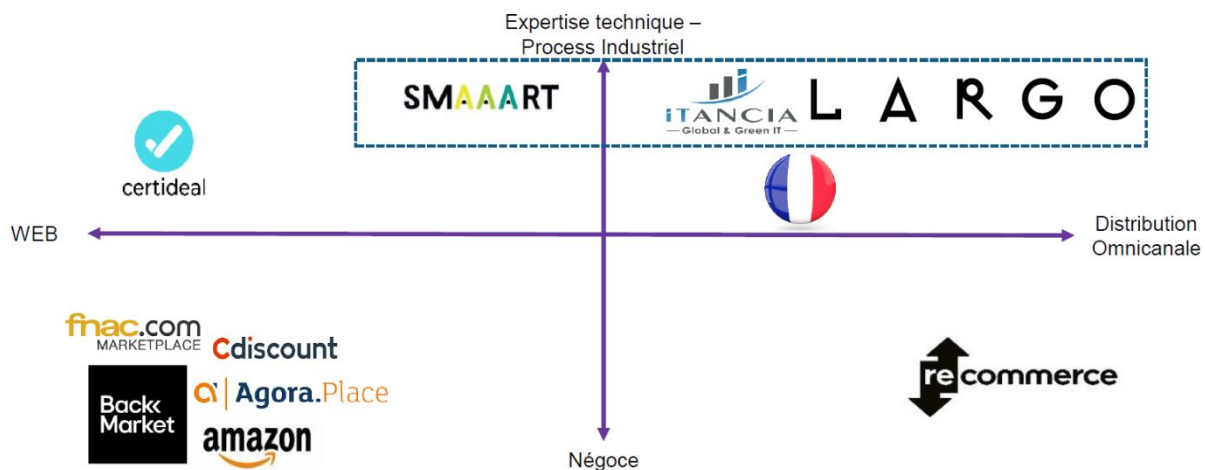 Expertise technique –
Process Industriel
SMAAART
iTANCIA
Global & Green IT
LARGO
certideal
WEB
Distribution
Omnicanale
fnac.com
MARKETPLACE
Cdiscount
Back
Market
a | Agora.Place
amazon
recommerce
Négoce